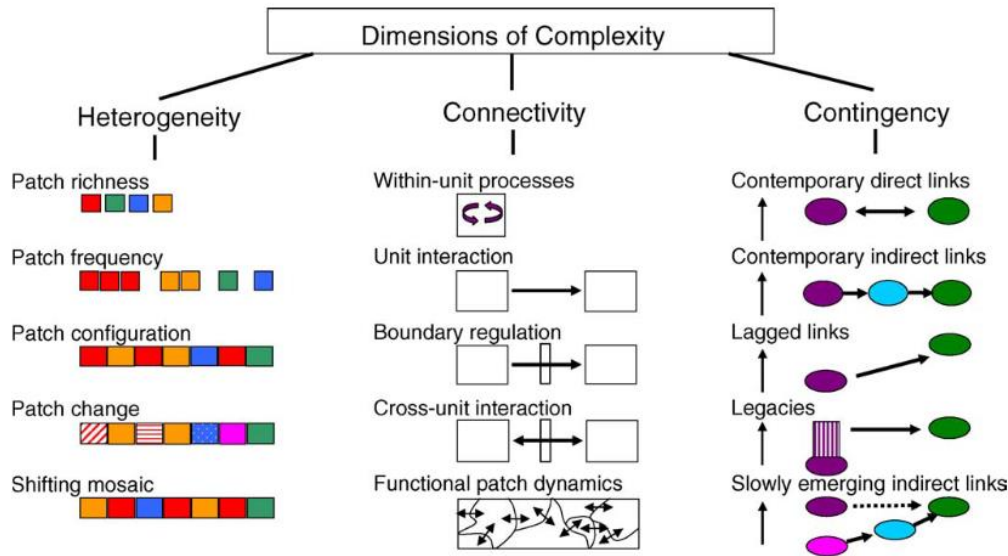 Dimensions of Complexity
Heterogeneity
Patch richness
Patch frequency
Patch configuration
Patch change
Shifting mosaic
Connectivity
Within-unit processes
Unit interaction
Boundary regulation
Cross-unit interaction
Functional patch dynamics
Contingency
Contemporary direct links
Contemporary indirect links
Lagged links
Legacies
Slowly emerging indirect links